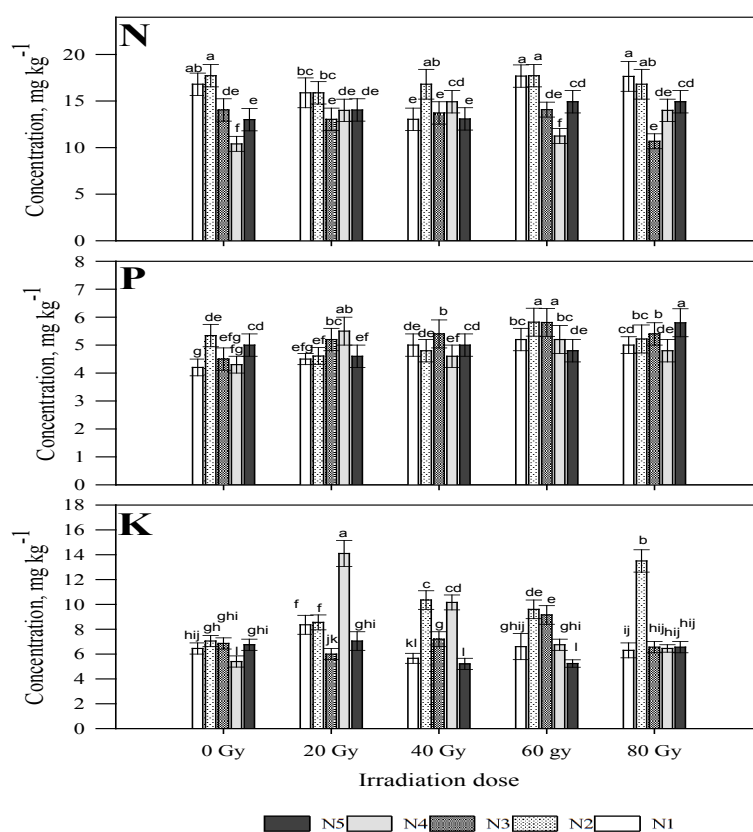 N
Concentration, mg kg-1
20
15
10
5
0
ab a de f e
bc bc e de de
e ab e cd e
a a de f cd
a ab e de cd
P
Concentration, mg kg-1
8
7
6
5
4
3
2
1
0
g de efg fg cd
efg ef bc ab ef
de de b ef cd
bc a a bc de
cd bc b de a
K
Concentration, mg kg-1
18
16
14
12
10
8
6
4
2
0
hij gh ghi l ghi
f f jk a ghi
kl c g cd l
ghij de e ghi l
ij b hij hij hij
0 Gy 20 Gy 40 Gy 60 gy 80 Gy
Irradiation dose
N5 N4 N3 N2 N1